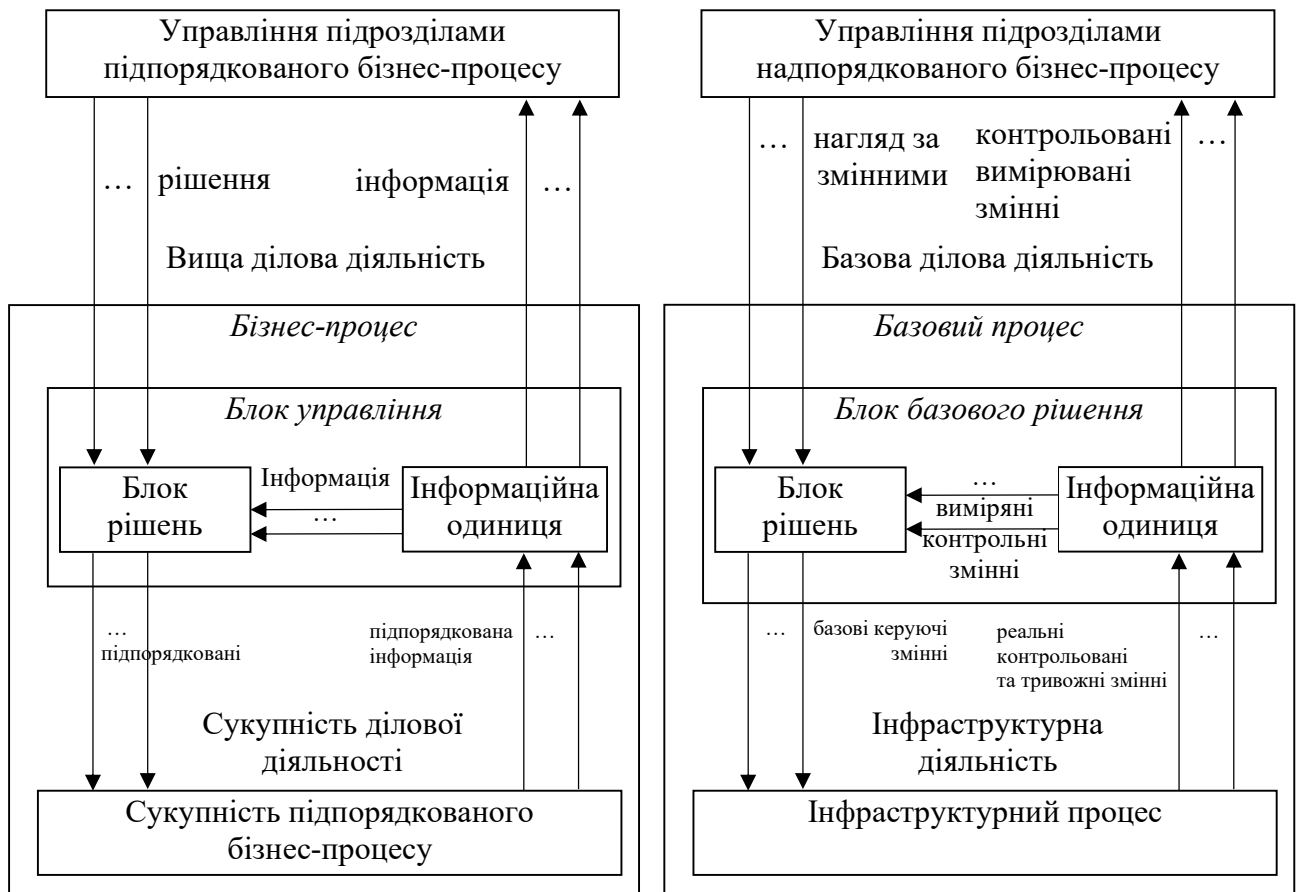 Управління підрозділами
підпорядкованого бізнес-процесу
…
рішення
інформація
…
Вища ділова діяльність
Бізнес-процес
Блок управління
Блок
рішень
Інформація
…
Інформаційна
одиниця
…
підпорядковані
підпорядкована
інформація
…
Сукупність ділової
діяльності
Сукупність підпорядкованого
бізнес-процесу
Управління підрозділами
надпорядкованого бізнес-процесу
…
нагляд за
змінними
контрольовані
вимірювані
змінні
…
Базова ділова діяльність
Базовий процес
Блок базового рішення
Блок
рішень
…
виміряні
контрольні
змінні
Інформаційна
одиниця
…
базові керуючі
змінні
реальні
контрольовані
та тривожні змінні
…
Інфраструктурна
діяльність
Інфраструктурний процес